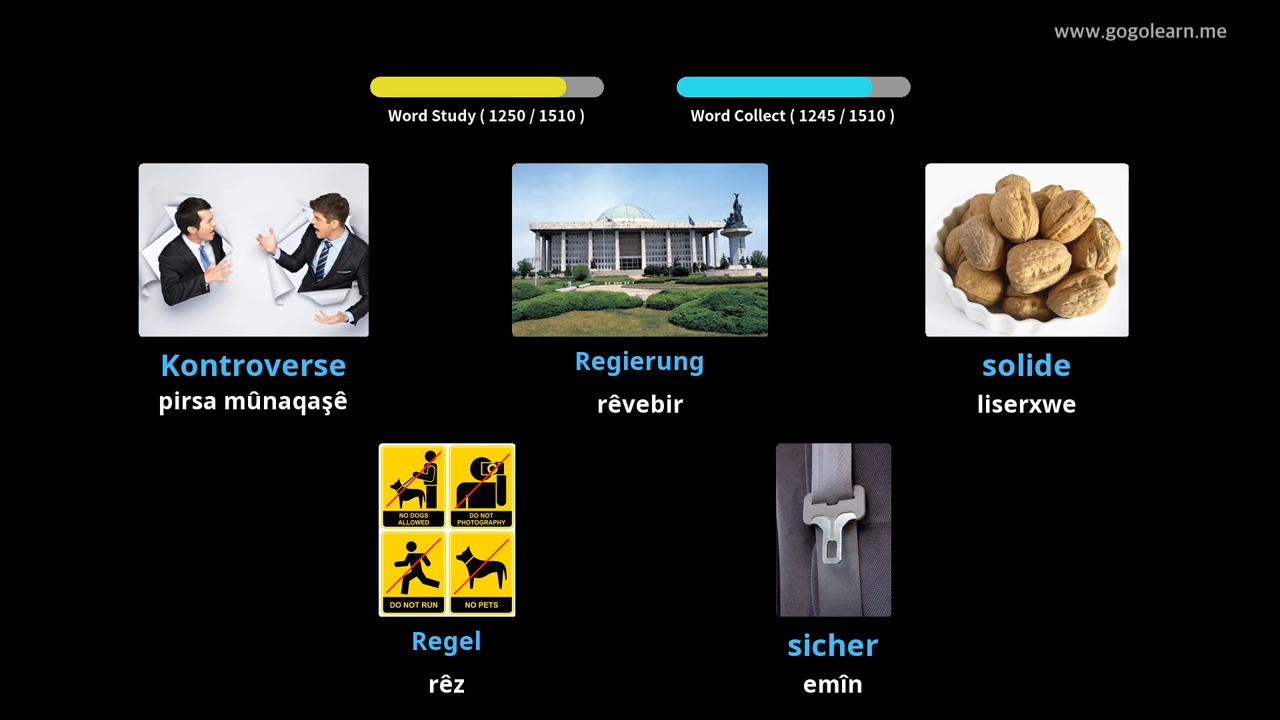 www.gogolearn.me
Word Study ( 1250 / 1510 )
Word Collect ( 1245 / 1510 )
Kontroverse
pirsa mûnaqaşê
Regierung
rêvebir
solide
liserxwe
NO DOGS
ALLOWED
DO NOT
PHOTOGRAPHY
DO NOT RUN
NO PETS
Regel
rêz
sicher
emîn